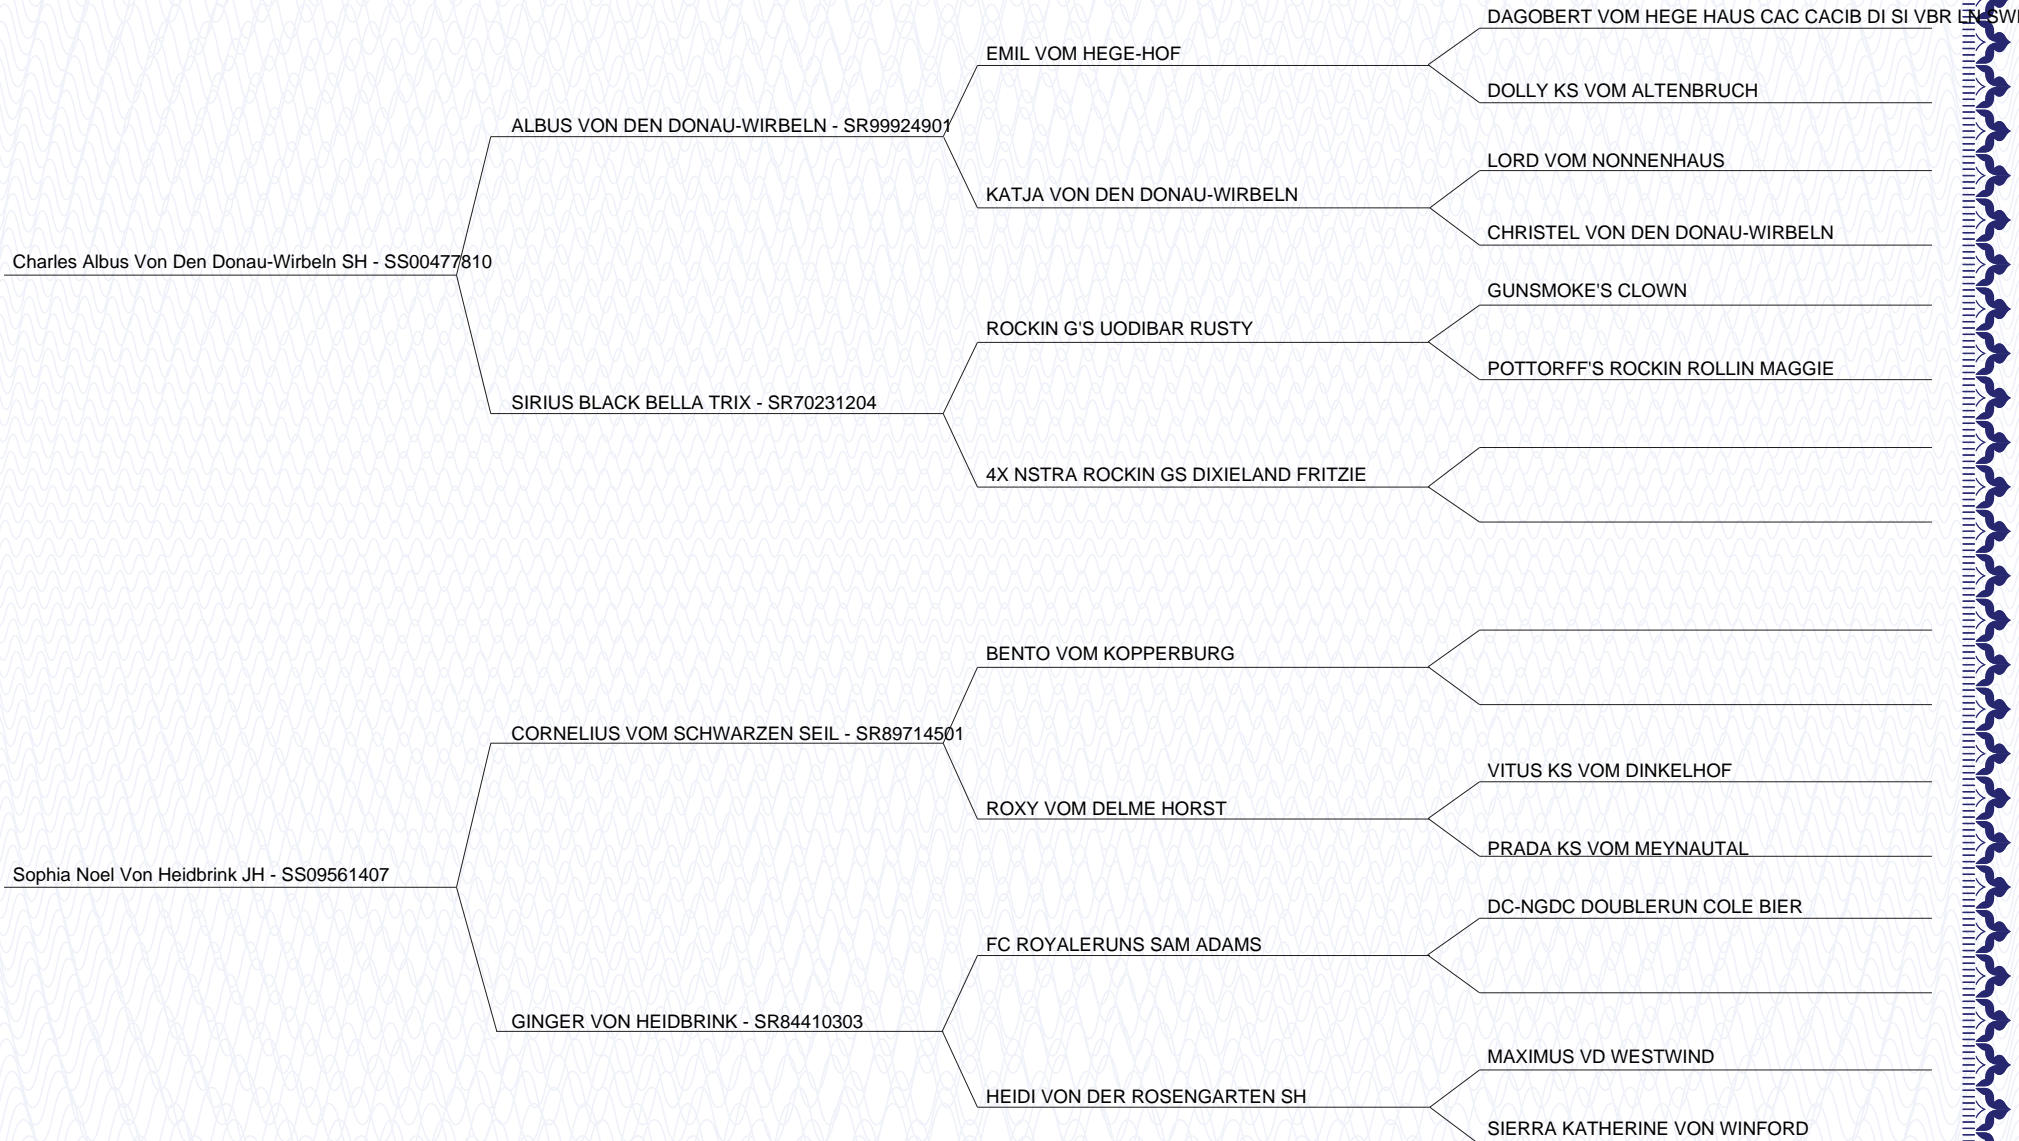 DAGOBERT VOM HEGE HAUS CAC CACIB DI SI VBR LN
EMIL VOM HEGE-HOF
DOLLY KS VOM ALTENBRUCH
ALBUS VON DEN DONAU-WIRBELN - SR99924901
LORD VOM NONNENHAUS
KATJA VON DEN DONAU-WIRBELN
CHRISTEL VON DEN DONAU-WIRBELN
Charles Albus Von Den Donau-Wirbeln SH - SS00477810
GUNSMOKE'S CLOWN
ROCKIN G'S UODIBAR RUSTY
POTTORFF'S ROCKIN ROLLIN MAGGIE
SIRIUS BLACK BELLA TRIX - SR70231204
4X NSTRA ROCKIN GS DIXIELAND FRITZIE
BENTO VOM KOPPERBURG
CORNELIUS VOM SCHWARZEN SEIL - SR89714501
VITUS KS VOM DINKELHOF
ROXY VOM DELME HORST
PRADA KS VOM MEYNAUTAL
Sophia Noel Von Heidbrink JH - SS09561407
DC-NGDC DOUBLERUN COLE BIER
FC ROYALERUNS SAM ADAMS
GINGER VON HEIDBRINK - SR84410303
MAXIMUS VD WESTWIND
HEIDI VON DER ROSENGARTEN SH
SIERRA KATHERINE VON WINFORD